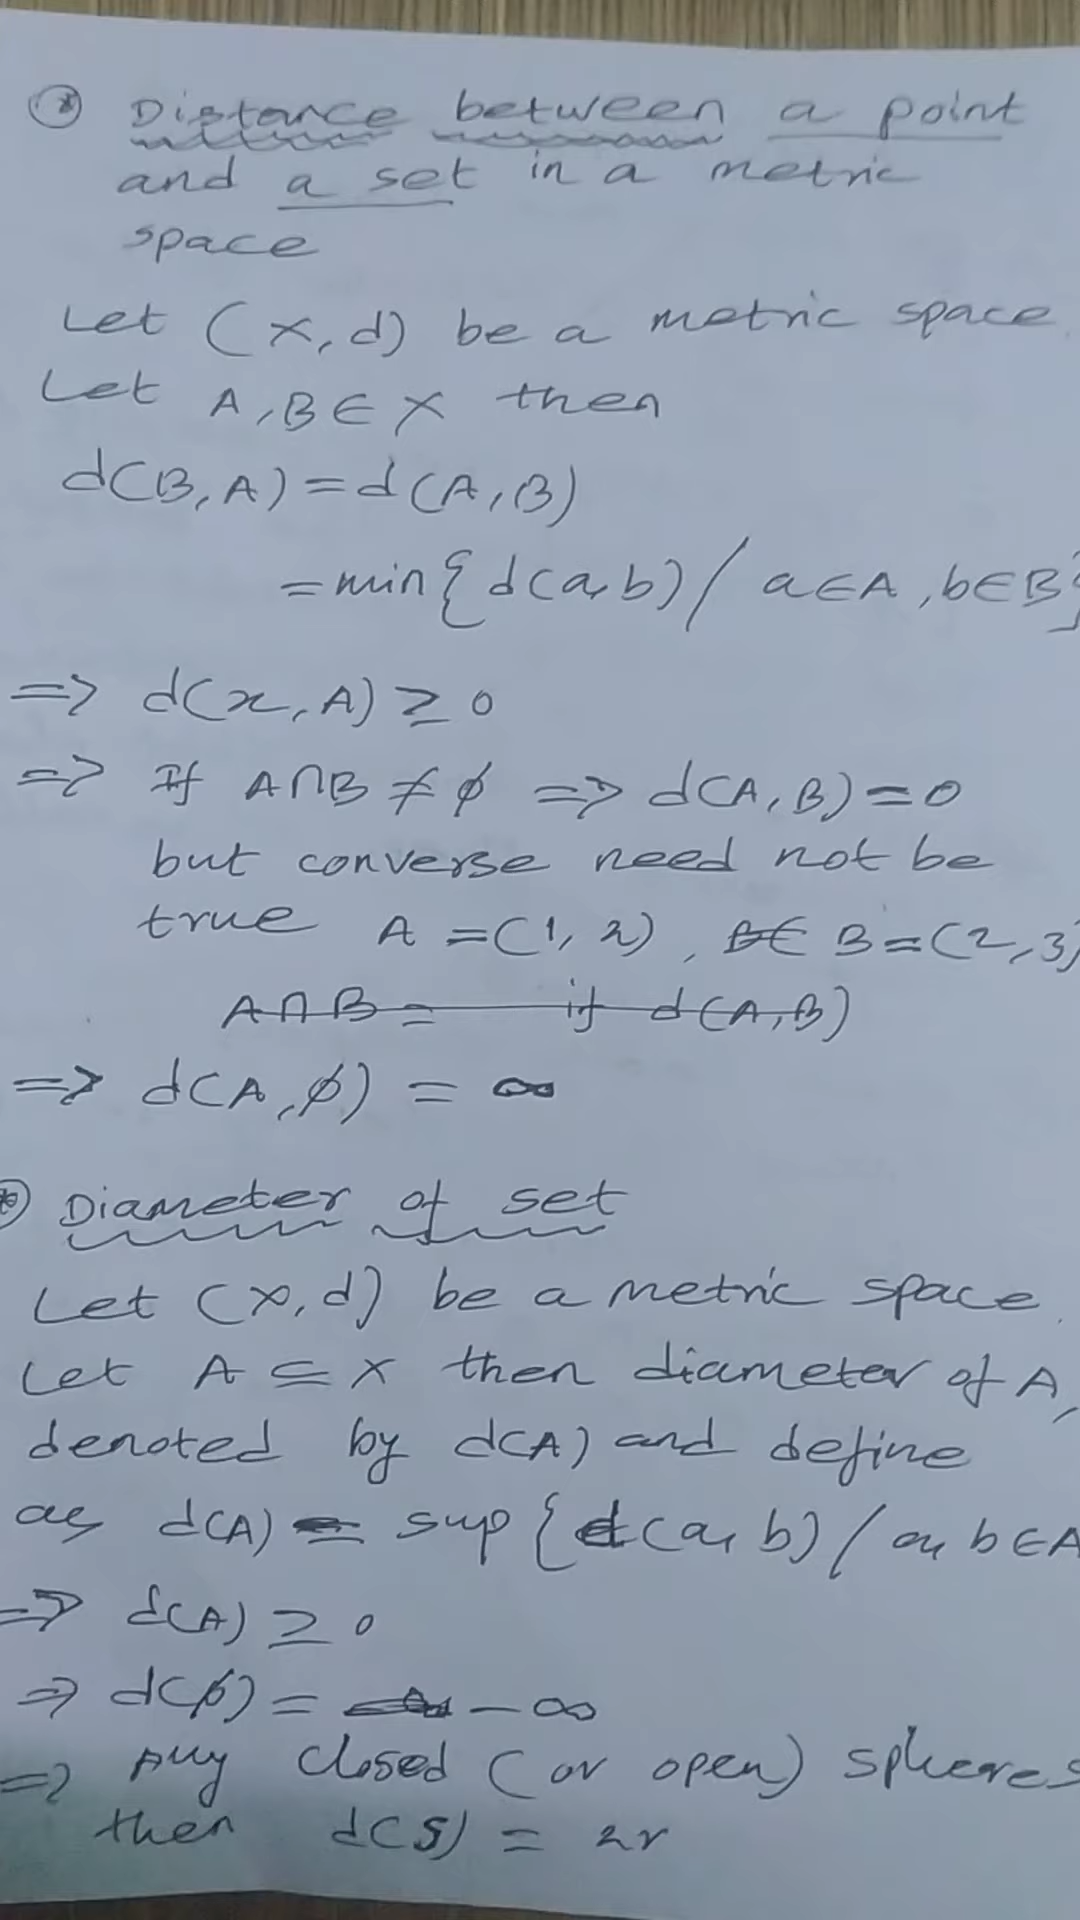 Distance between a point
and a set in a metric
space
Let (X, d) be a metric space
Let A, B ∈ X then
d(B, A) = d(A, B)
= min { d(a, b) / a ∈ A, b ∈ B}
=> d(x, A) ≥ 0
=> If A∩B ≠ ϕ => d(A, B) = 0
but converse need not be
true A = (1, 2), B∈ B = (2, 3)
A∩B = if d(A, B)
=> d(A, ϕ) = ∞
Diameter of set
Let (X, d) be a metric space.
Let A ⊆ X then diameter of A,
denoted by d(A) and define
as d(A) = sup { d(a, b) / a, b ∈ A
=> d(A) ≥ 0
=> d(ϕ) = - ∞
=> Any closed (or open) spheres
then d(S) = 2r